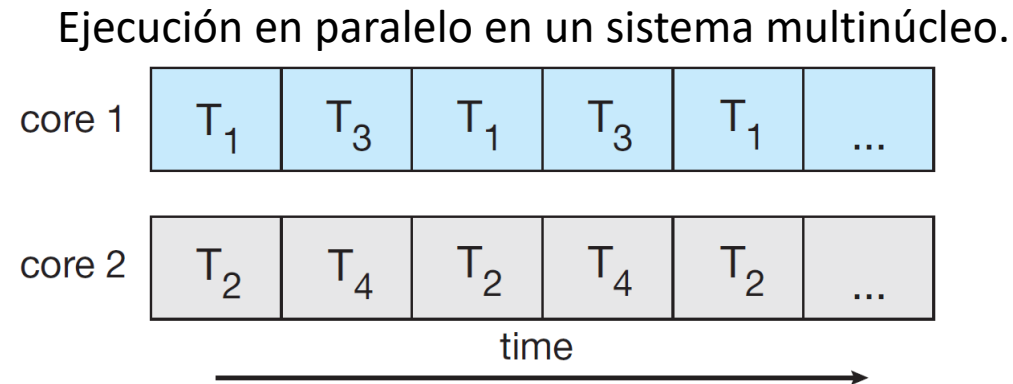 Ejecución en paralelo en un sistema multinúcleo.
core 1 T1 T3 T1 T3 T1 ...
core 2 T2 T4 T2 T4 T2 ...
time